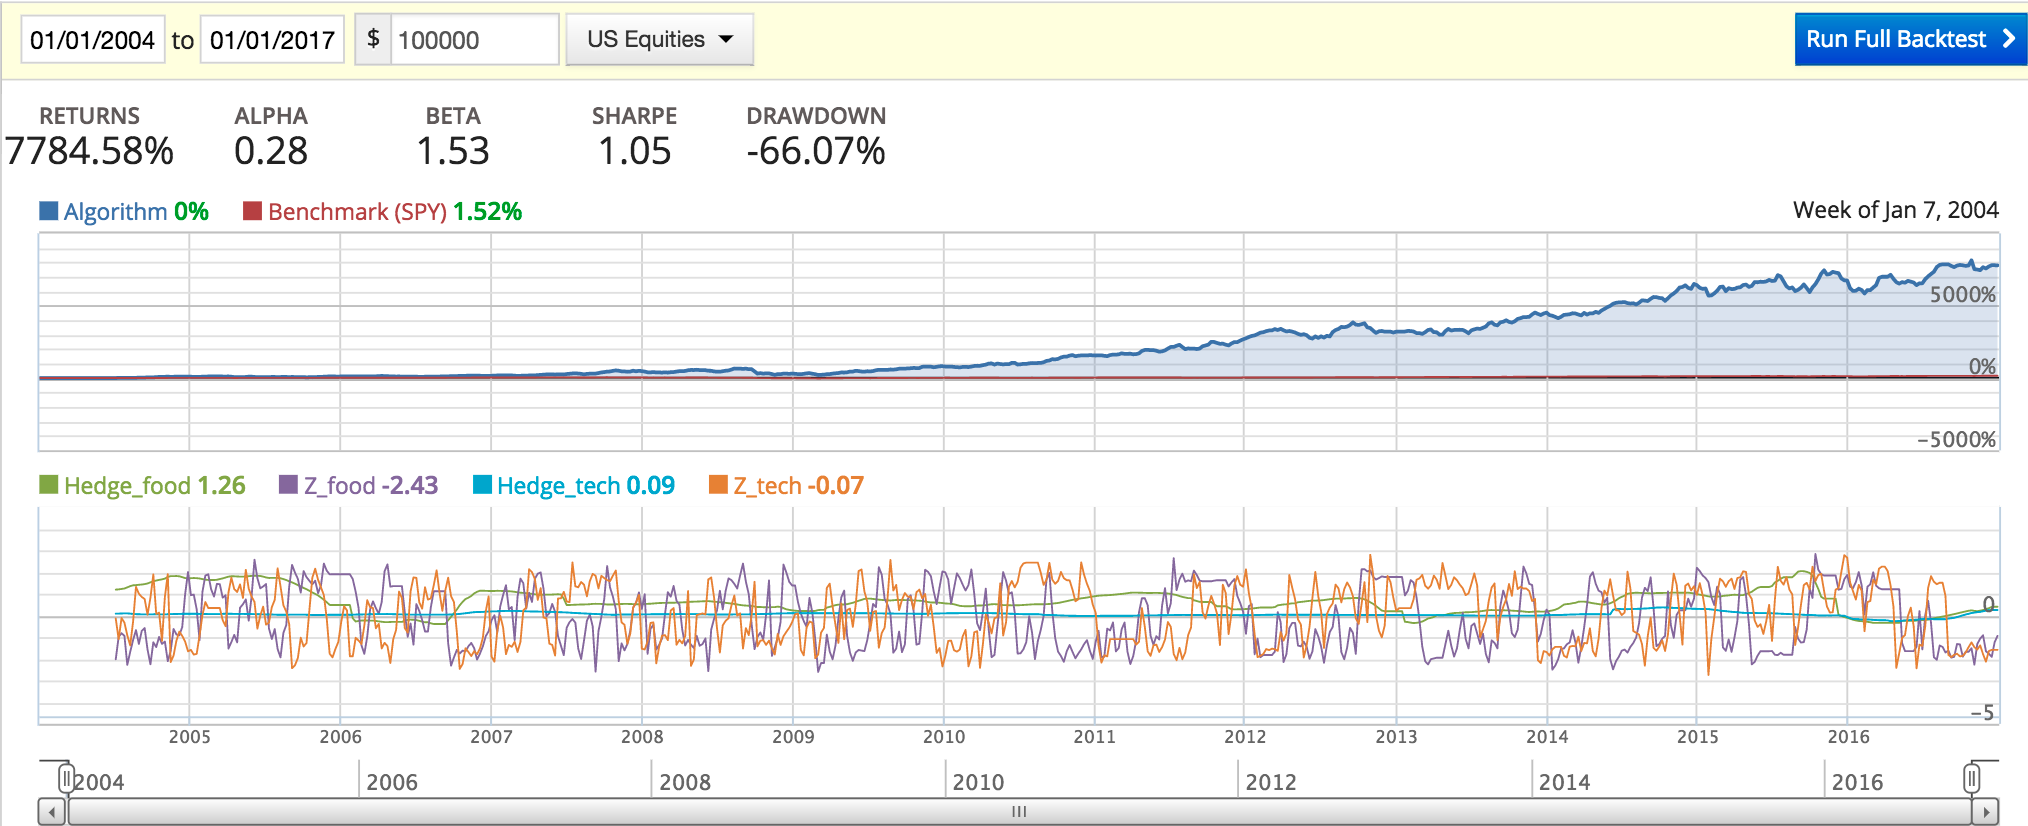 01/01/2004 to 01/01/2017 $ 100000 US Equities Run Full Backtest
RETURNS ALPHA BETA SHARPE DRAWDOWN
7784.58% 0.28 1.53 1.05 -66.07%
Algorithm 0% Benchmark (SPY) 1.52% Week of Jan 7, 2004
5000%
0%
-5000%
Hedge_food 1.26 Z_food -2.43 Hedge_tech 0.09 Z_tech -0.07
0
-5
2005 2006 2007 2008 2009 2010 2011 2012 2013 2014 2015 2016
2004 2006 2008 2010 2012 2014 2016